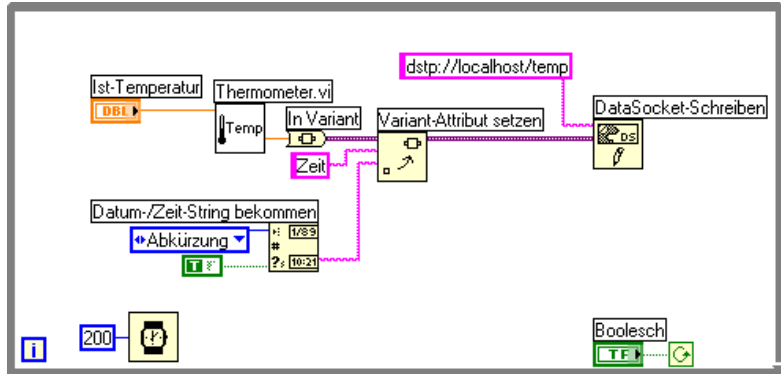 dstp://localhost/temp
Ist-Temperatur
Thermometer.vi
DataSocket-Schreiben
DBL
Temp
In Variant
Variant-Attribut setzen
DS
Zeit
Datum-/Zeit-String bekommen
Abkürzung
1/89
#
T
?
10:21
200
i
Boolesch
TF